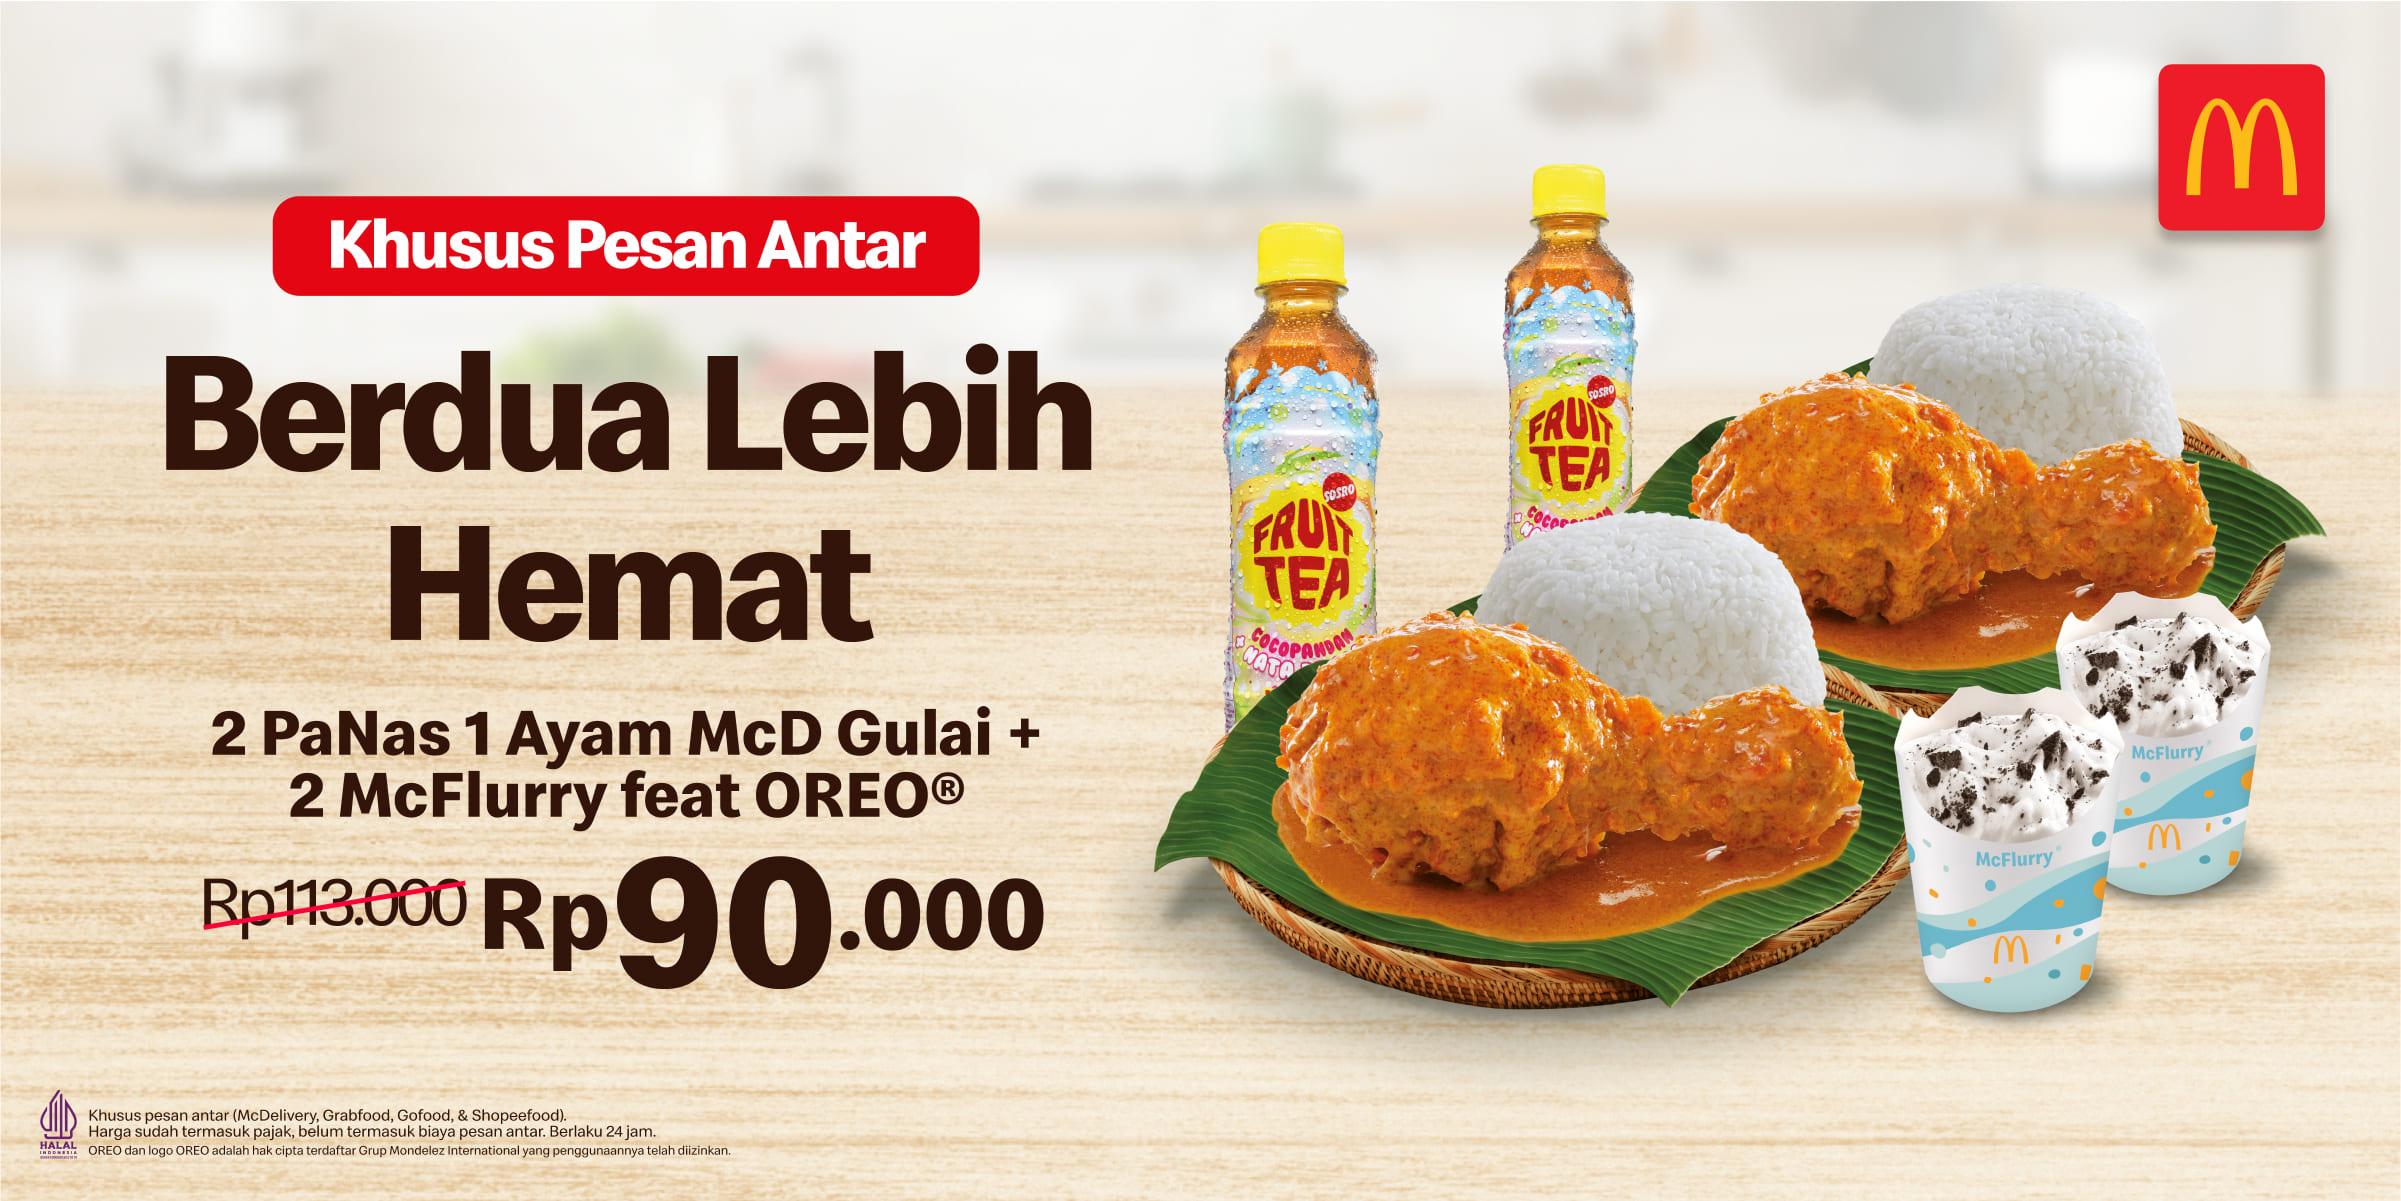 Khusus Pesan Antar
Berdua Lebih
Hemat
2 PaNas 1 Ayam McD Gulai +
2 McFlurry feat OREO®
Rp113.000 Rp90.000
SOSRO
FRUIT
TEA
COCOPANDAN
SOSRO
FRUIT
TEA
COCOPANDAN
NATA
McFlurry
McFlurry
HALAL
INDONESIA
Khusus pesan antar (McDelivery, Grabfood, Gofood, & Shopeefood).
Harga sudah termasuk pajak, belum termasuk biaya pesan antar. Berlaku 24 jam.
OREO dan logo OREO adalah hak cipta terdaftar Grup Mondelez International yang penggunaannya telah diizinkan.